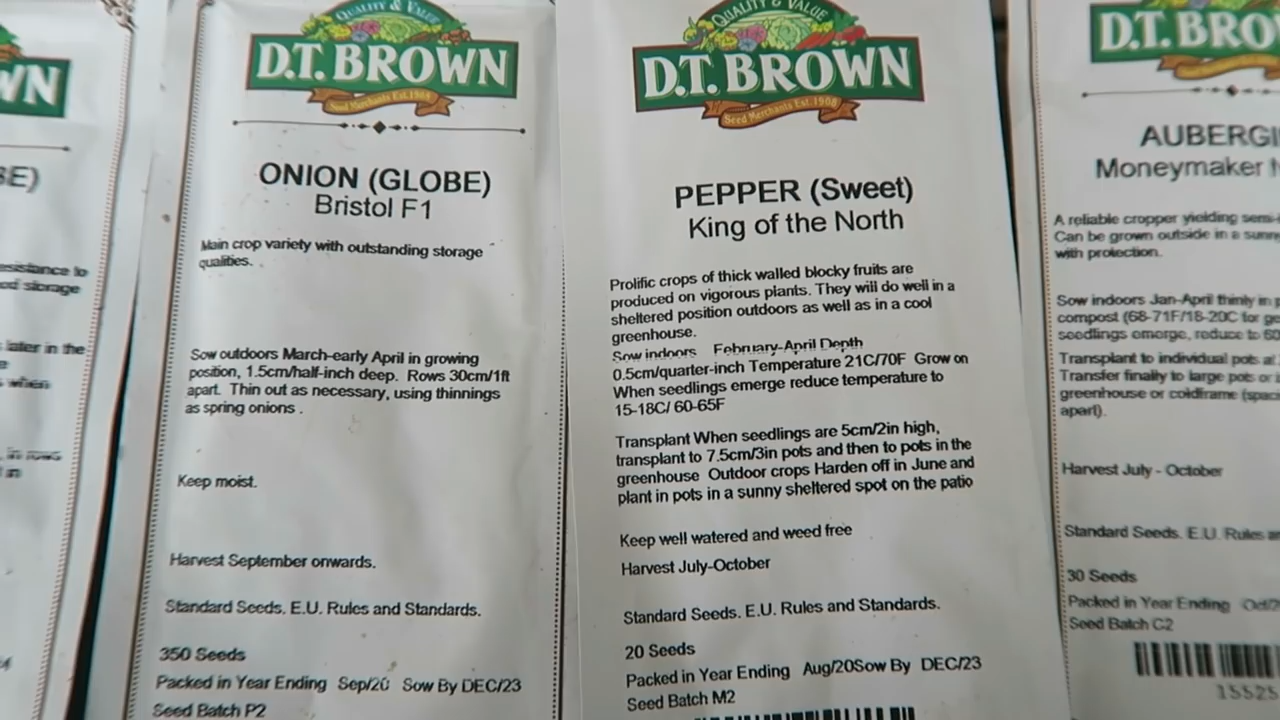 WN
esistance to
later in the
when
in rows
in
QUALITY & VALUE
D.T. BROWN
Seed Merchants Est. 1908
ONION (GLOBE)
Bristol F1
Main crop variety with outstanding storage
qualities.
Sow outdoors March-early April in growing
position, 1.5cm/half-inch deep. Rows 30cm/1ft
apart. Thin out as necessary, using thinnings
as spring onions .
Keep moist.
Harvest September onwards.
Standard Seeds. E.U. Rules and Standards.
350 Seeds
Packed in Year Ending Sep/20 Sow By DEC/23
Seed Batch P2
QUALITY & VALUE
D.T. BROWN
Seed Merchants Est. 1908
PEPPER (Sweet)
King of the North
Prolific crops of thick walled blocky fruits are
produced on vigorous plants. They will do well in a
sheltered position outdoors as well as in a cool
greenhouse.
Sow indoors February-April Depth
0.5cm/quarter-inch Temperature 21C/70F Grow on
When seedlings emerge reduce temperature to
15-18C/ 60-65F
Transplant When seedlings are 5cm/2in high,
transplant to 7.5cm/3in pots and then to pots in the
greenhouse Outdoor crops Harden off in June and
plant in pots in a sunny sheltered spot on the patio
Keep well watered and weed free
Harvest July-October
Standard Seeds. E.U. Rules and Standards.
20 Seeds
Packed in Year Ending Aug/20Sow By DEC/23
Seed Batch M2
D.T. BRO
AUBERGI
Moneymaker
A reliable cropper yielding semi-
Can be grown outside in a sunn
with protection.
Sow indoors Jan-April thinly in
compost (68-71F/18-20C for ge
seedlings emerge, reduce to 60
Transplant to individual pots at
Transfer finally to large pots or i
greenhouse or coldframe (spac
apart).
Harvest July - October
Standard Seeds. E.U. Rules
30 Seeds
Packed in Year Ending
Seed Batch C2
15525